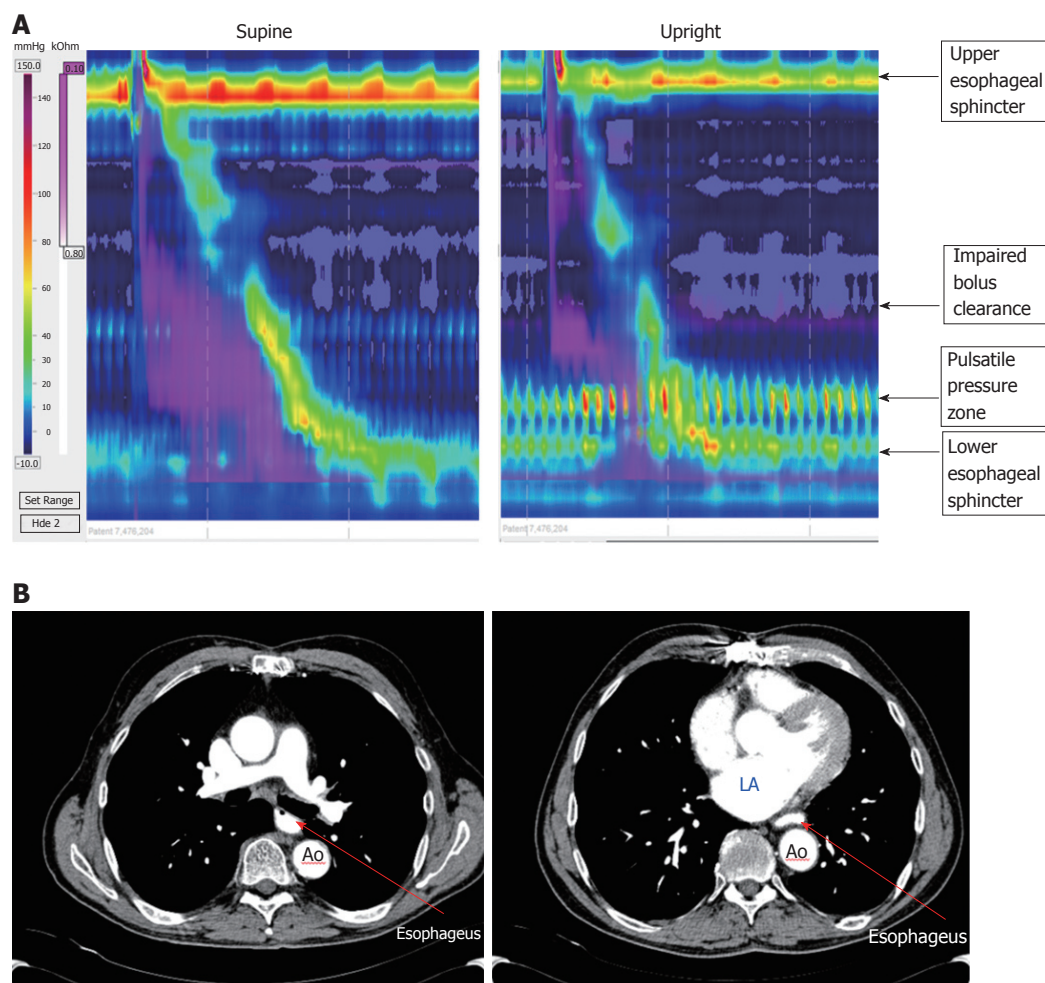 A
Supine
Upright
mmHg kOhm
150.0
0.10
140
120
100
80
0.80
60
40
30
20
10
0
-10.0
Set Range
Hde 2
Patent 7,476,204
Patent 7,476,204
Upper
esophageal
sphincter
Impaired
bolus
clearance
Pulsatile
pressure
zone
Lower
esophageal
sphincter
B
Ao
Esophageus
LA
Ao
Esophageus